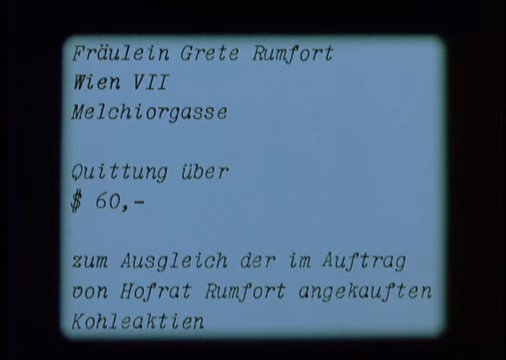 Fräulein Grete Rumfort
Wien VII
Melchiorgasse
Quittung über
$ 60,-
zum Ausgleich der im Auftrag
von Hofrat Rumfort angekauften
Kohleaktien